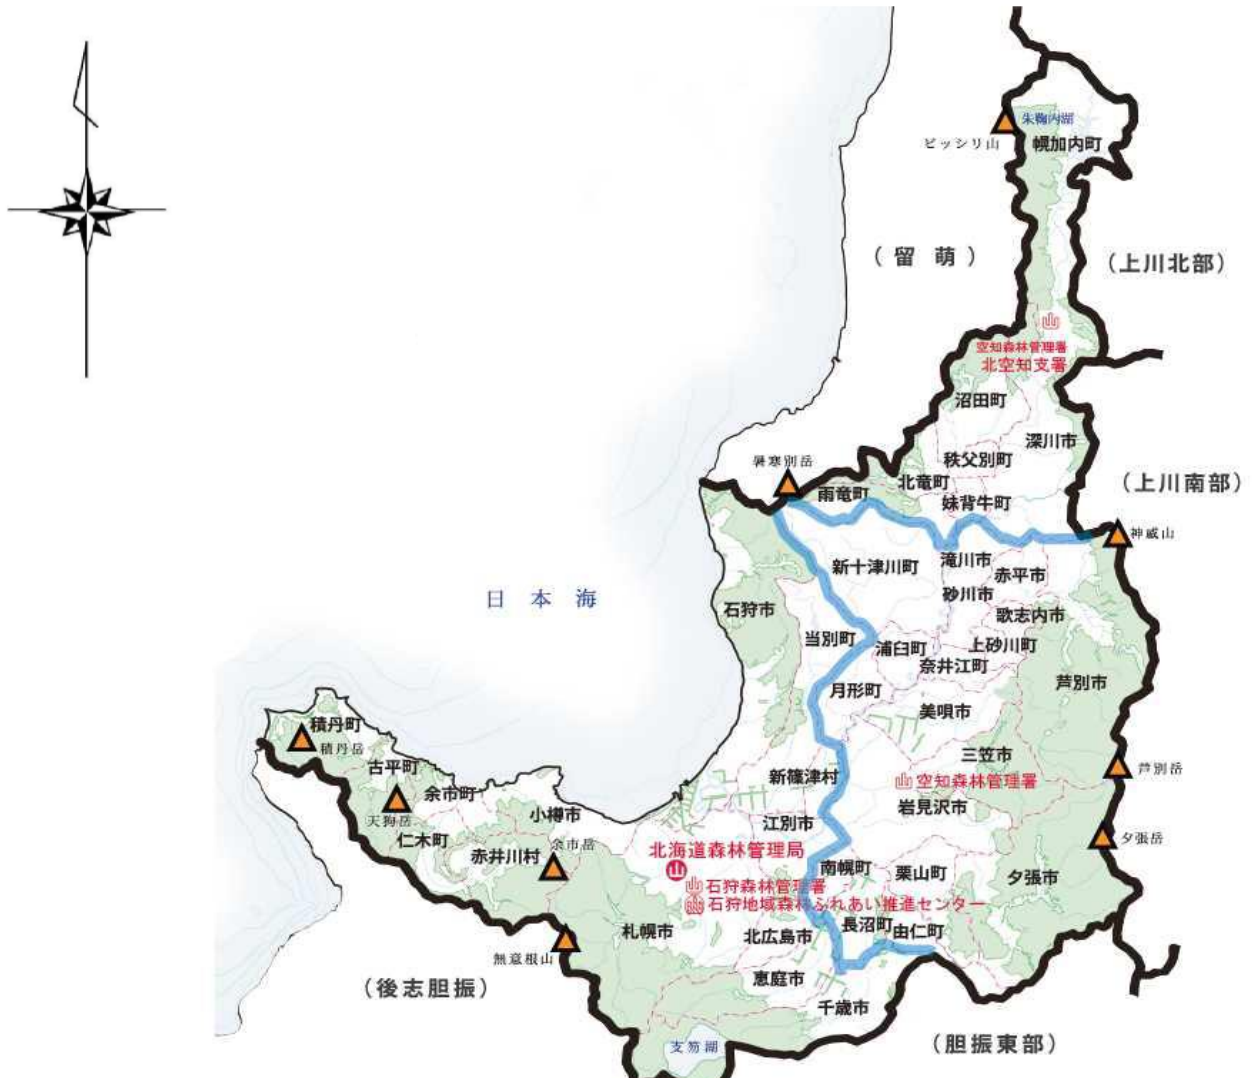 朱鞠内湖
ピッシリ山
幌加内町
（留 萌）
（上川北部）
空知森林管理署
北空知支署
沼田町
深川市
秩父別町
暑寒別岳
北竜町
雨竜町
妹背牛町
（上川南部）
神威山
滝川市
新十津川町
赤平市
砂川市
日 本 海
石狩市
歌志内市
当別町
浦臼町
上砂川町
奈井江町
芦別市
月形町
美唄市
積丹町
積丹岳
三笠市
古平町
新篠津村
空知森林管理署
芦別岳
余市町
岩見沢市
小樽市
天狗岳
江別市
仁木町
余市岳
夕張岳
赤井川村
北海道森林管理局
南幌町
栗山町
夕張市
石狩森林管理署
石狩地域森林ふれあい推進センター
長沼町
札幌市
北広島市
由仁町
無意根山
恵庭市
（後志胆振）
千歳市
支笏湖
（胆振東部）